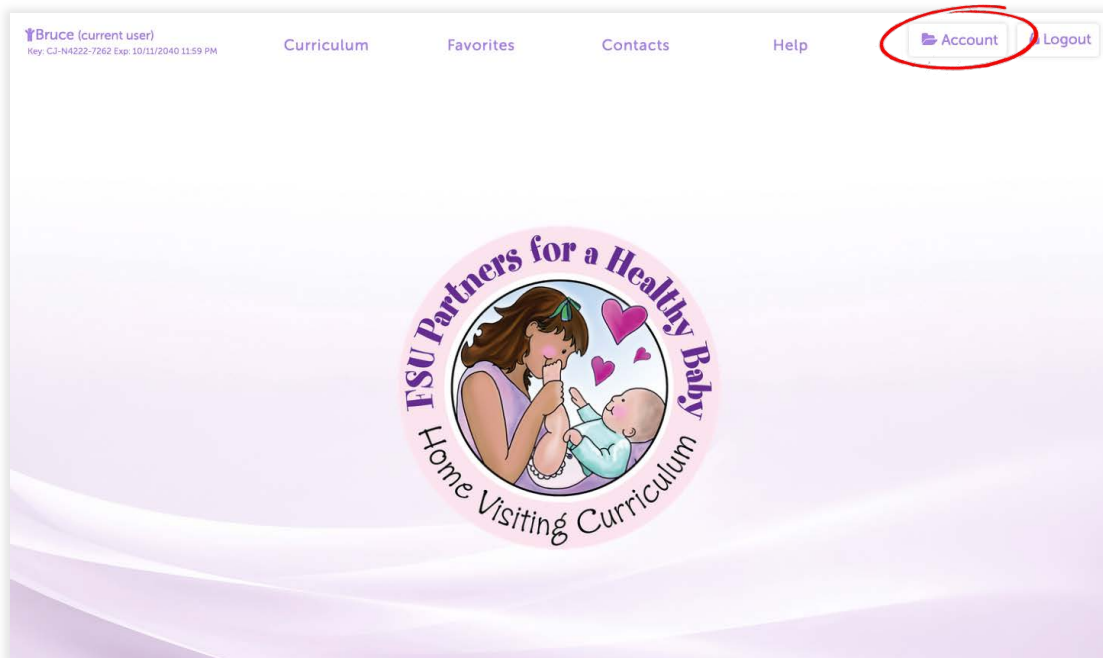 Bruce (current user)
Key: CJ-N4222-7262 Exp: 10/11/2040 11:59 PM
Curriculum
Favorites
Contacts
Help
Account
Logout
FSU Partners for a Healthy Baby
Home Visiting Curriculum